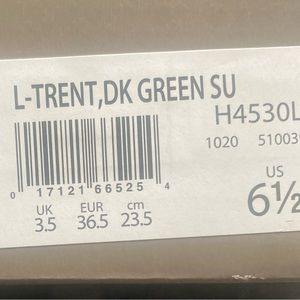 L-TRENT,DK GREEN SU
H4530L
1020 51003
US
0 17121 66525 4
UK EUR cm
6½
3.5 36.5 23.5